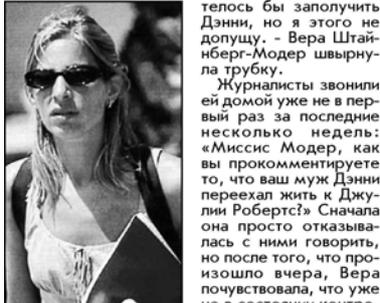 телось бы заполучить
Дэнни, но я этого не
допущу. - Вера Штай-
нберг-Модер швырну-
ла трубку.
Журналисты звонили
ей домой уже не в пер-
вый раз за последние
несколько недель:
«Миссис Модер, как
вы прокомментируете
то, что ваш муж Дэнни
переехал жить к Джу-
лии Робертс?» Сначала
она просто отказыва-
лась с ними говорить,
но после того, что про-
изошло вчера, Вера
почувствовала, что уже